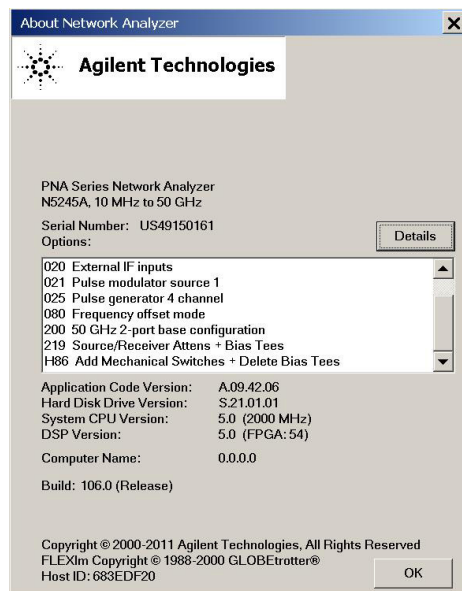 About Network Analyzer
Agilent Technologies
PNA Series Network Analyzer
N5245A, 10 MHz to 50 GHz
Serial Number: US49150161
Options:
Details
020 External IF inputs
021 Pulse modulator source 1
025 Pulse generator 4 channel
080 Frequency offset mode
200 50 GHz 2-port base configuration
219 Source/Receiver Attens + Bias Tees
H86 Add Mechanical Switches + Delete Bias Tees
Application Code Version: A.09.42.06
Hard Disk Drive Version: S.21.01.01
System CPU Version: 5.0 (2000 MHz)
DSP Version: 5.0 (FPGA: 54)
Computer Name: 0.0.0.0
Build: 106.0 (Release)
Copyright © 2000-2011 Agilent Technologies, All Rights Reserved
FLEXlm Copyright © 1988-2000 GLOBEtrotter®
Host ID: 683EDF20
OK